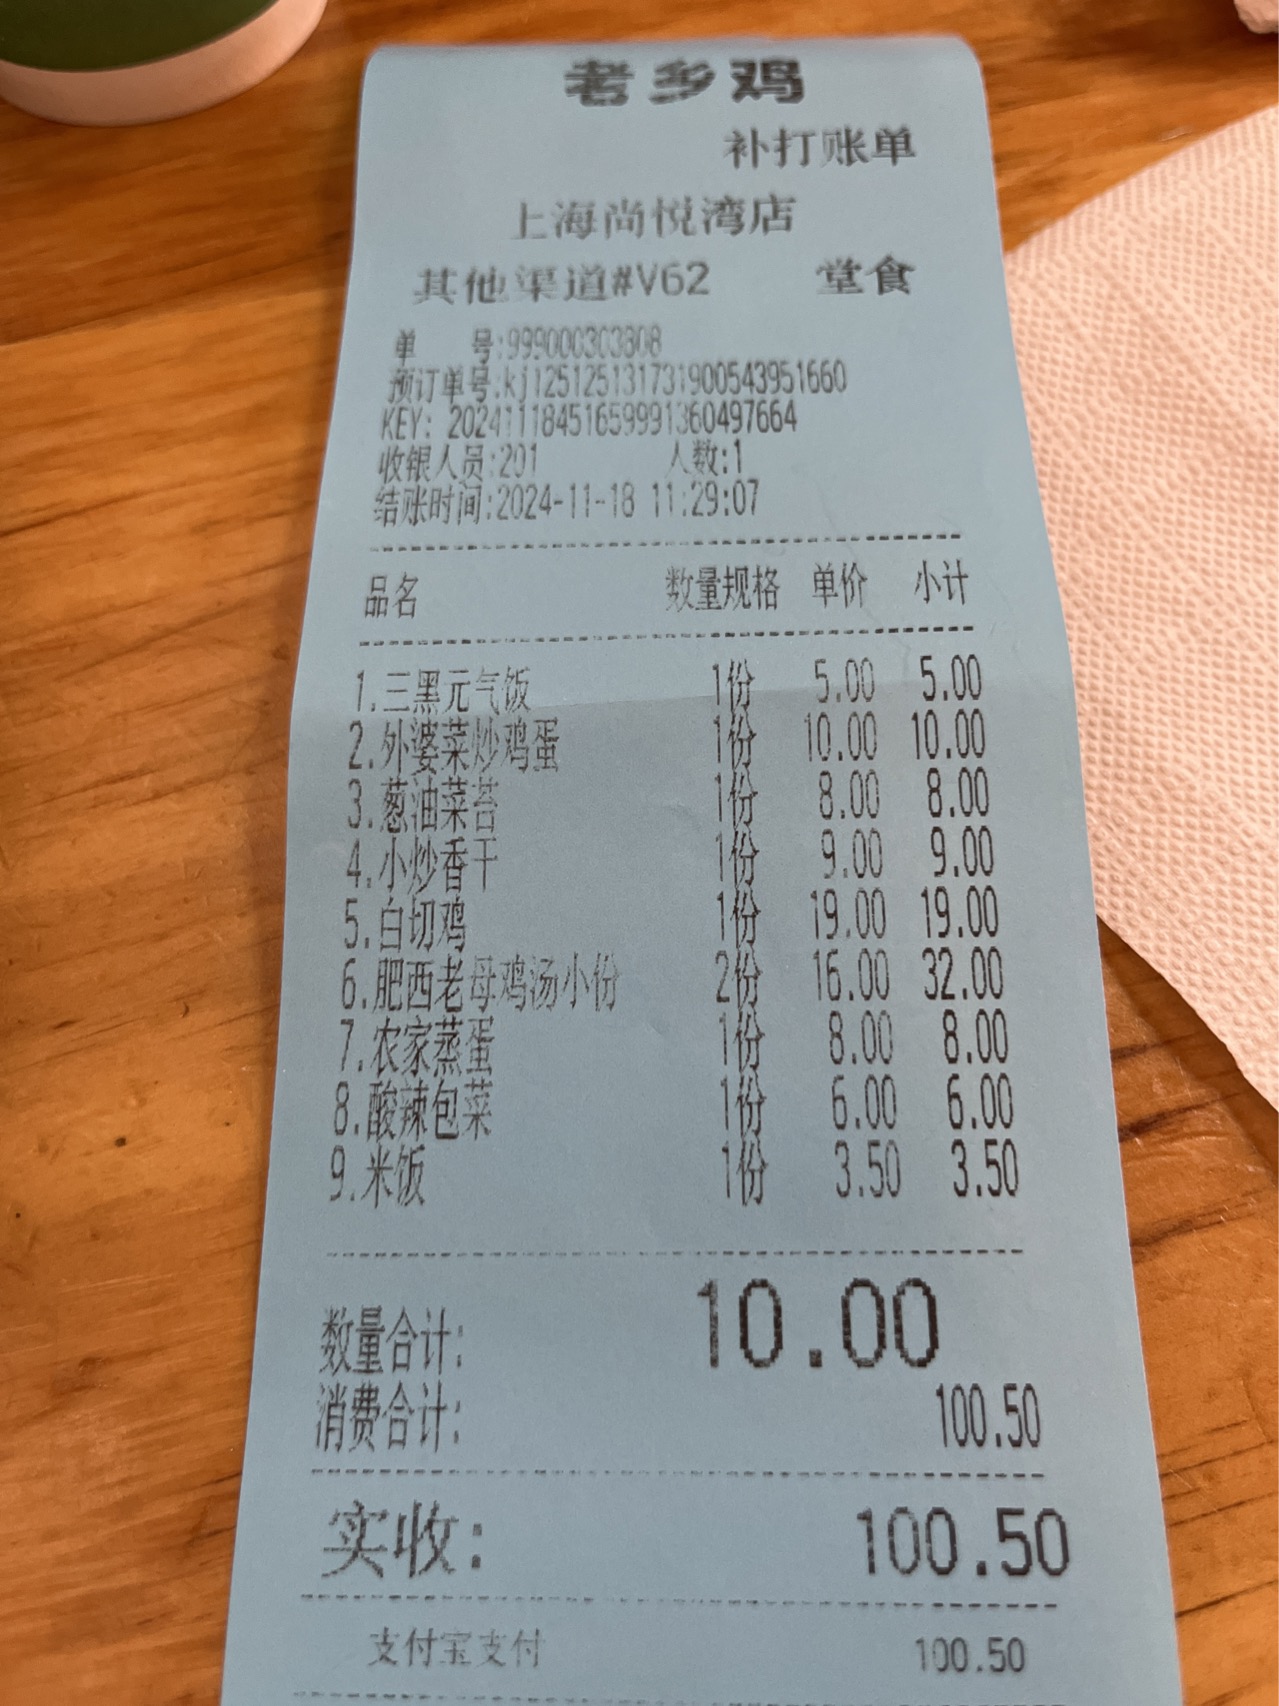 老乡鸡
补打账单
上海尚悦湾店
其他渠道#V62 堂食
单 号:999000303808
预订单号:kj12512513173190054395​1660
KEY: 202411184516599913​60497664
收银人员:201 人数:1
结账时间:2024-11-18 11:29:07
品名 数量规格 单价 小计
1.三黑元气饭 1份 5.00 5.00
2.外婆菜炒鸡蛋 1份 10.00 10.00
3.葱油菜苔 1份 8.00 8.00
4.小炒香干 1份 9.00 9.00
5.白切鸡 1份 19.00 19.00
6.肥西老母鸡汤小份 2份 16.00 32.00
7.农家蒸蛋 1份 8.00 8.00
8.酸辣包菜 1份 6.00 6.00
9.米饭 1份 3.50 3.50
数量合计: 10.00
消费合计: 100.50
实收: 100.50
支付宝支付 100.50